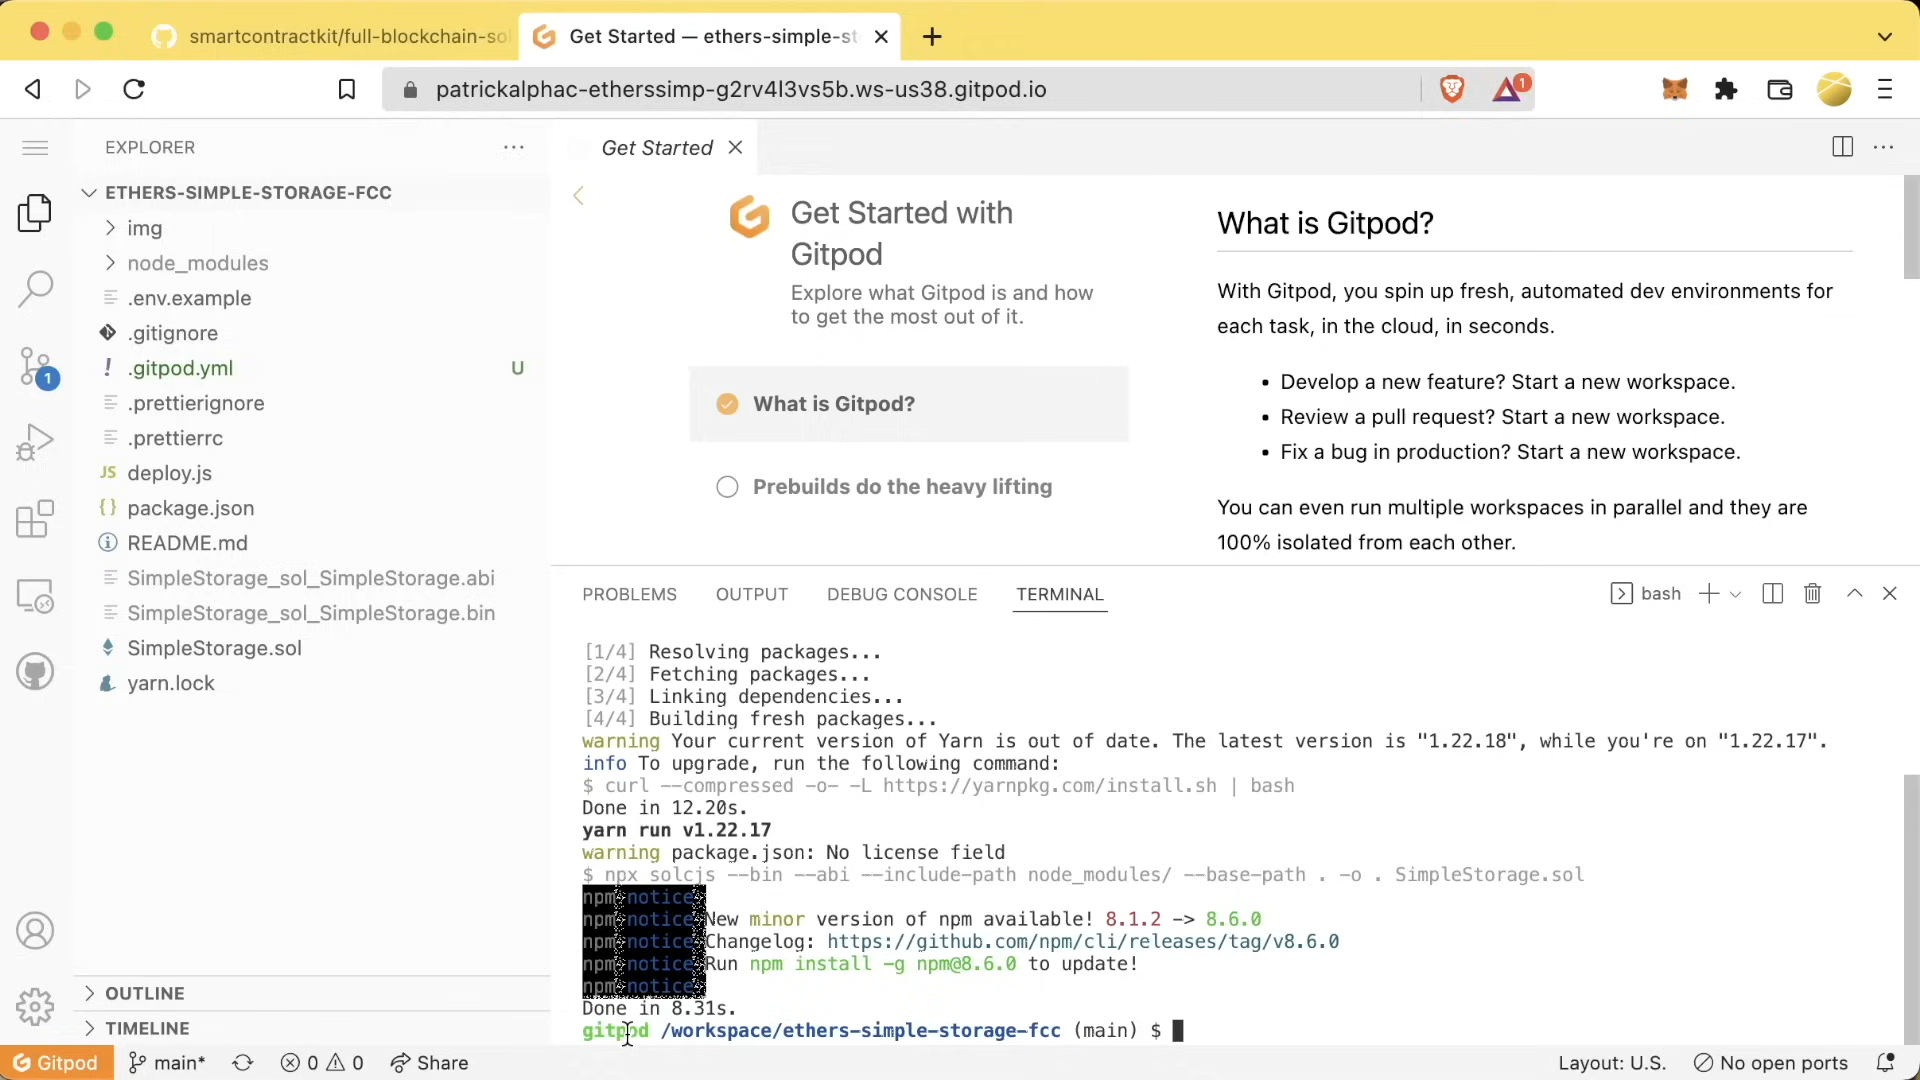 smartcontractkit/full-blockchain-sol
Get Started — ethers-simple-st
patrickalphac-etherssimp-g2rv4l3vs5b.ws-us38.gitpod.io
1
EXPLORER
ETHERS-SIMPLE-STORAGE-FCC
img
node_modules
.env.example
.gitignore
.gitpod.yml U
.prettierignore
.prettierrc
JS deploy.js
{} package.json
README.md
SimpleStorage_sol_SimpleStorage.abi
SimpleStorage_sol_SimpleStorage.bin
SimpleStorage.sol
yarn.lock
1
OUTLINE
TIMELINE
Get Started
Get Started with
Gitpod
Explore what Gitpod is and how
to get the most out of it.
What is Gitpod?
Prebuilds do the heavy lifting
What is Gitpod?
With Gitpod, you spin up fresh, automated dev environments for
each task, in the cloud, in seconds.
• Develop a new feature? Start a new workspace.
• Review a pull request? Start a new workspace.
• Fix a bug in production? Start a new workspace.
You can even run multiple workspaces in parallel and they are
100% isolated from each other.
PROBLEMS OUTPUT DEBUG CONSOLE TERMINAL
bash
[1/4] Resolving packages...
[2/4] Fetching packages...
[3/4] Linking dependencies...
[4/4] Building fresh packages...
warning Your current version of Yarn is out of date. The latest version is "1.22.18", while you're on "1.22.17".
info To upgrade, run the following command:
$ curl --compressed -o- -L https://yarnpkg.com/install.sh | bash
Done in 12.20s.
yarn run v1.22.17
warning package.json: No license field
$ npx solcjs --bin --abi --include-path node_modules/ --base-path . -o . SimpleStorage.sol
npm notice
npm notice New minor version of npm available! 8.1.2 -> 8.6.0
npm notice Changelog: https://github.com/npm/cli/releases/tag/v8.6.0
npm notice Run npm install -g npm@8.6.0 to update!
npm notice
Done in 8.31s.
gitpod /workspace/ethers-simple-storage-fcc (main) $
Gitpod main* 0 0 Share Layout: U.S. No open ports